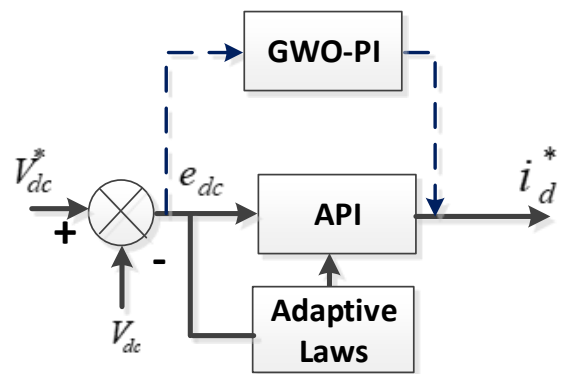 GWO-PI
V*dc
edc
i*d
+
API
-
Vdc
Adaptive
Laws